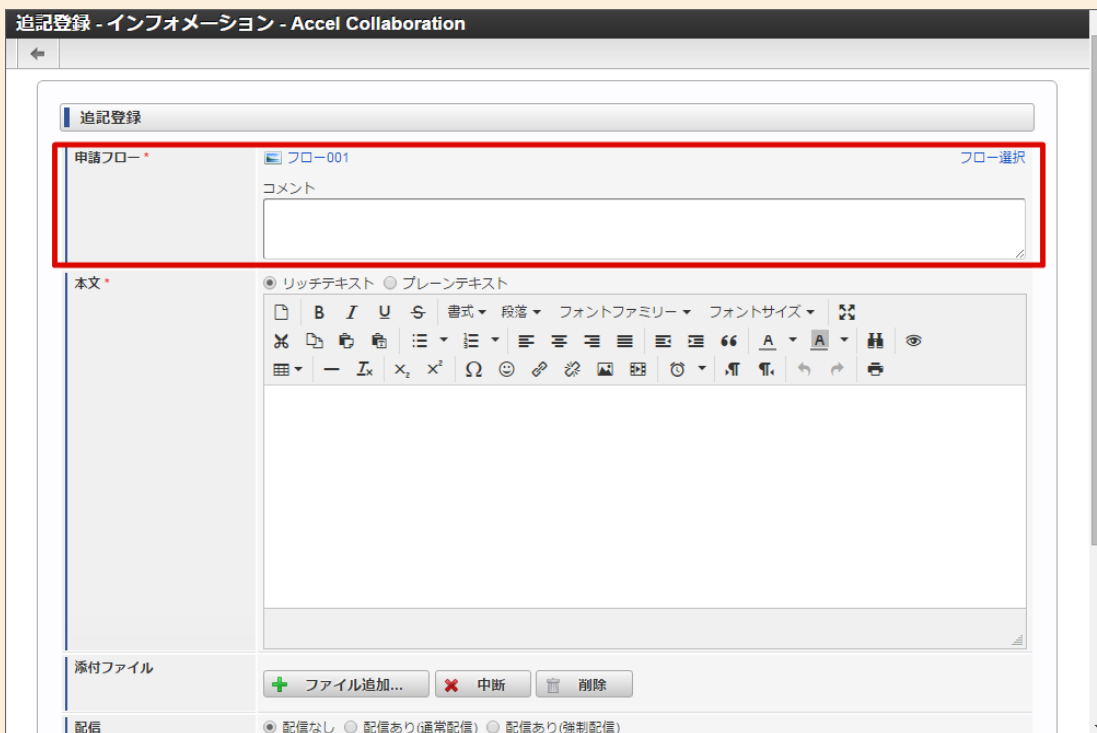 追記登録 - インフォメーション - Accel Collaboration
追記登録
申請フロー *
フロー001
フロー選択
コメント
本文 *
リッチテキスト プレーンテキスト
B I U S 書式 段落 フォントファミリー フォントサイズ
A A
Ix x₂ x² Ω
添付ファイル
ファイル追加... 中断 削除
配信
配信なし 配信あり(通常配信) 配信あり(強制配信)